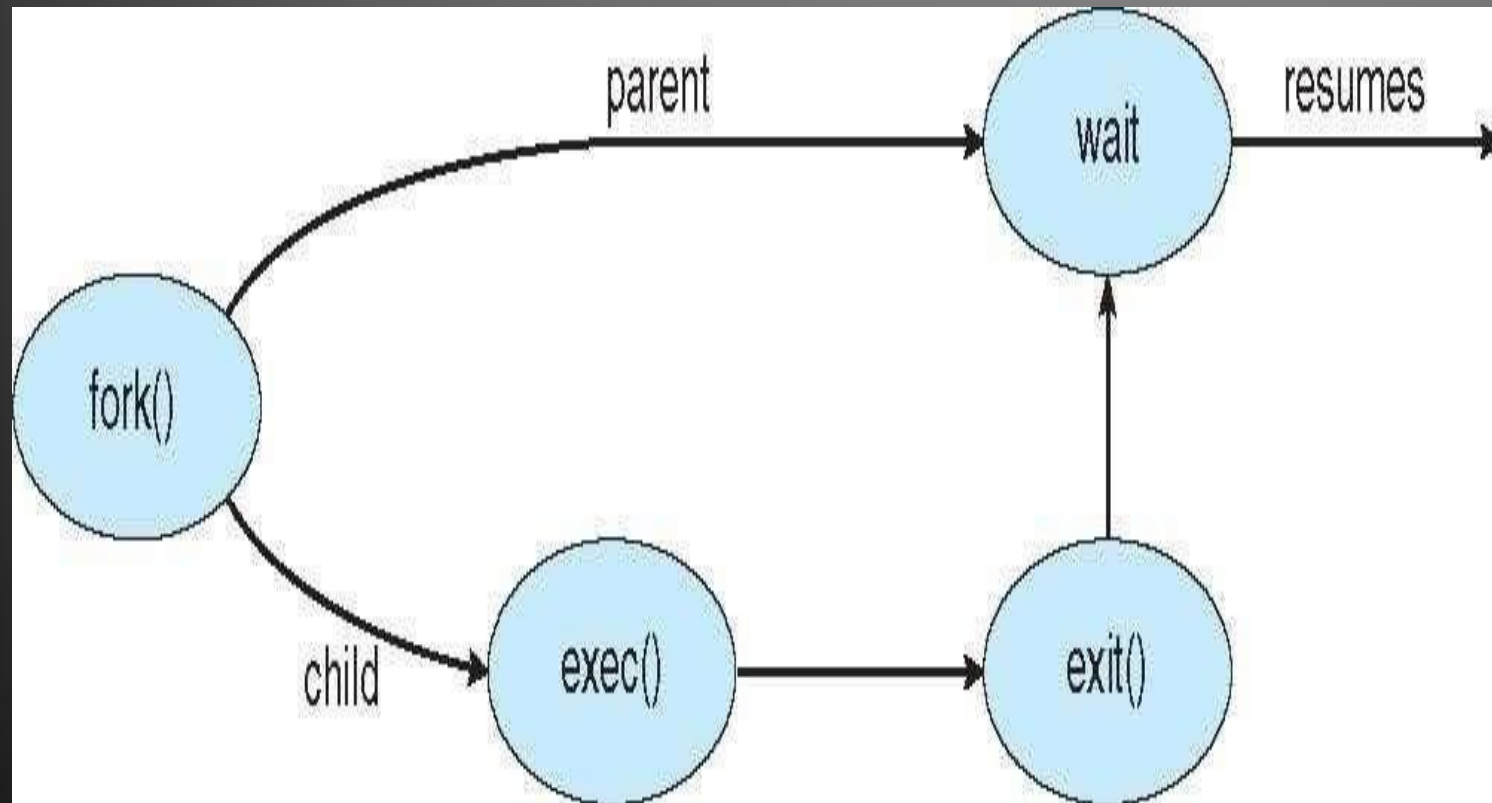 parent
wait
resumes
fork()
child
exec()
exit()